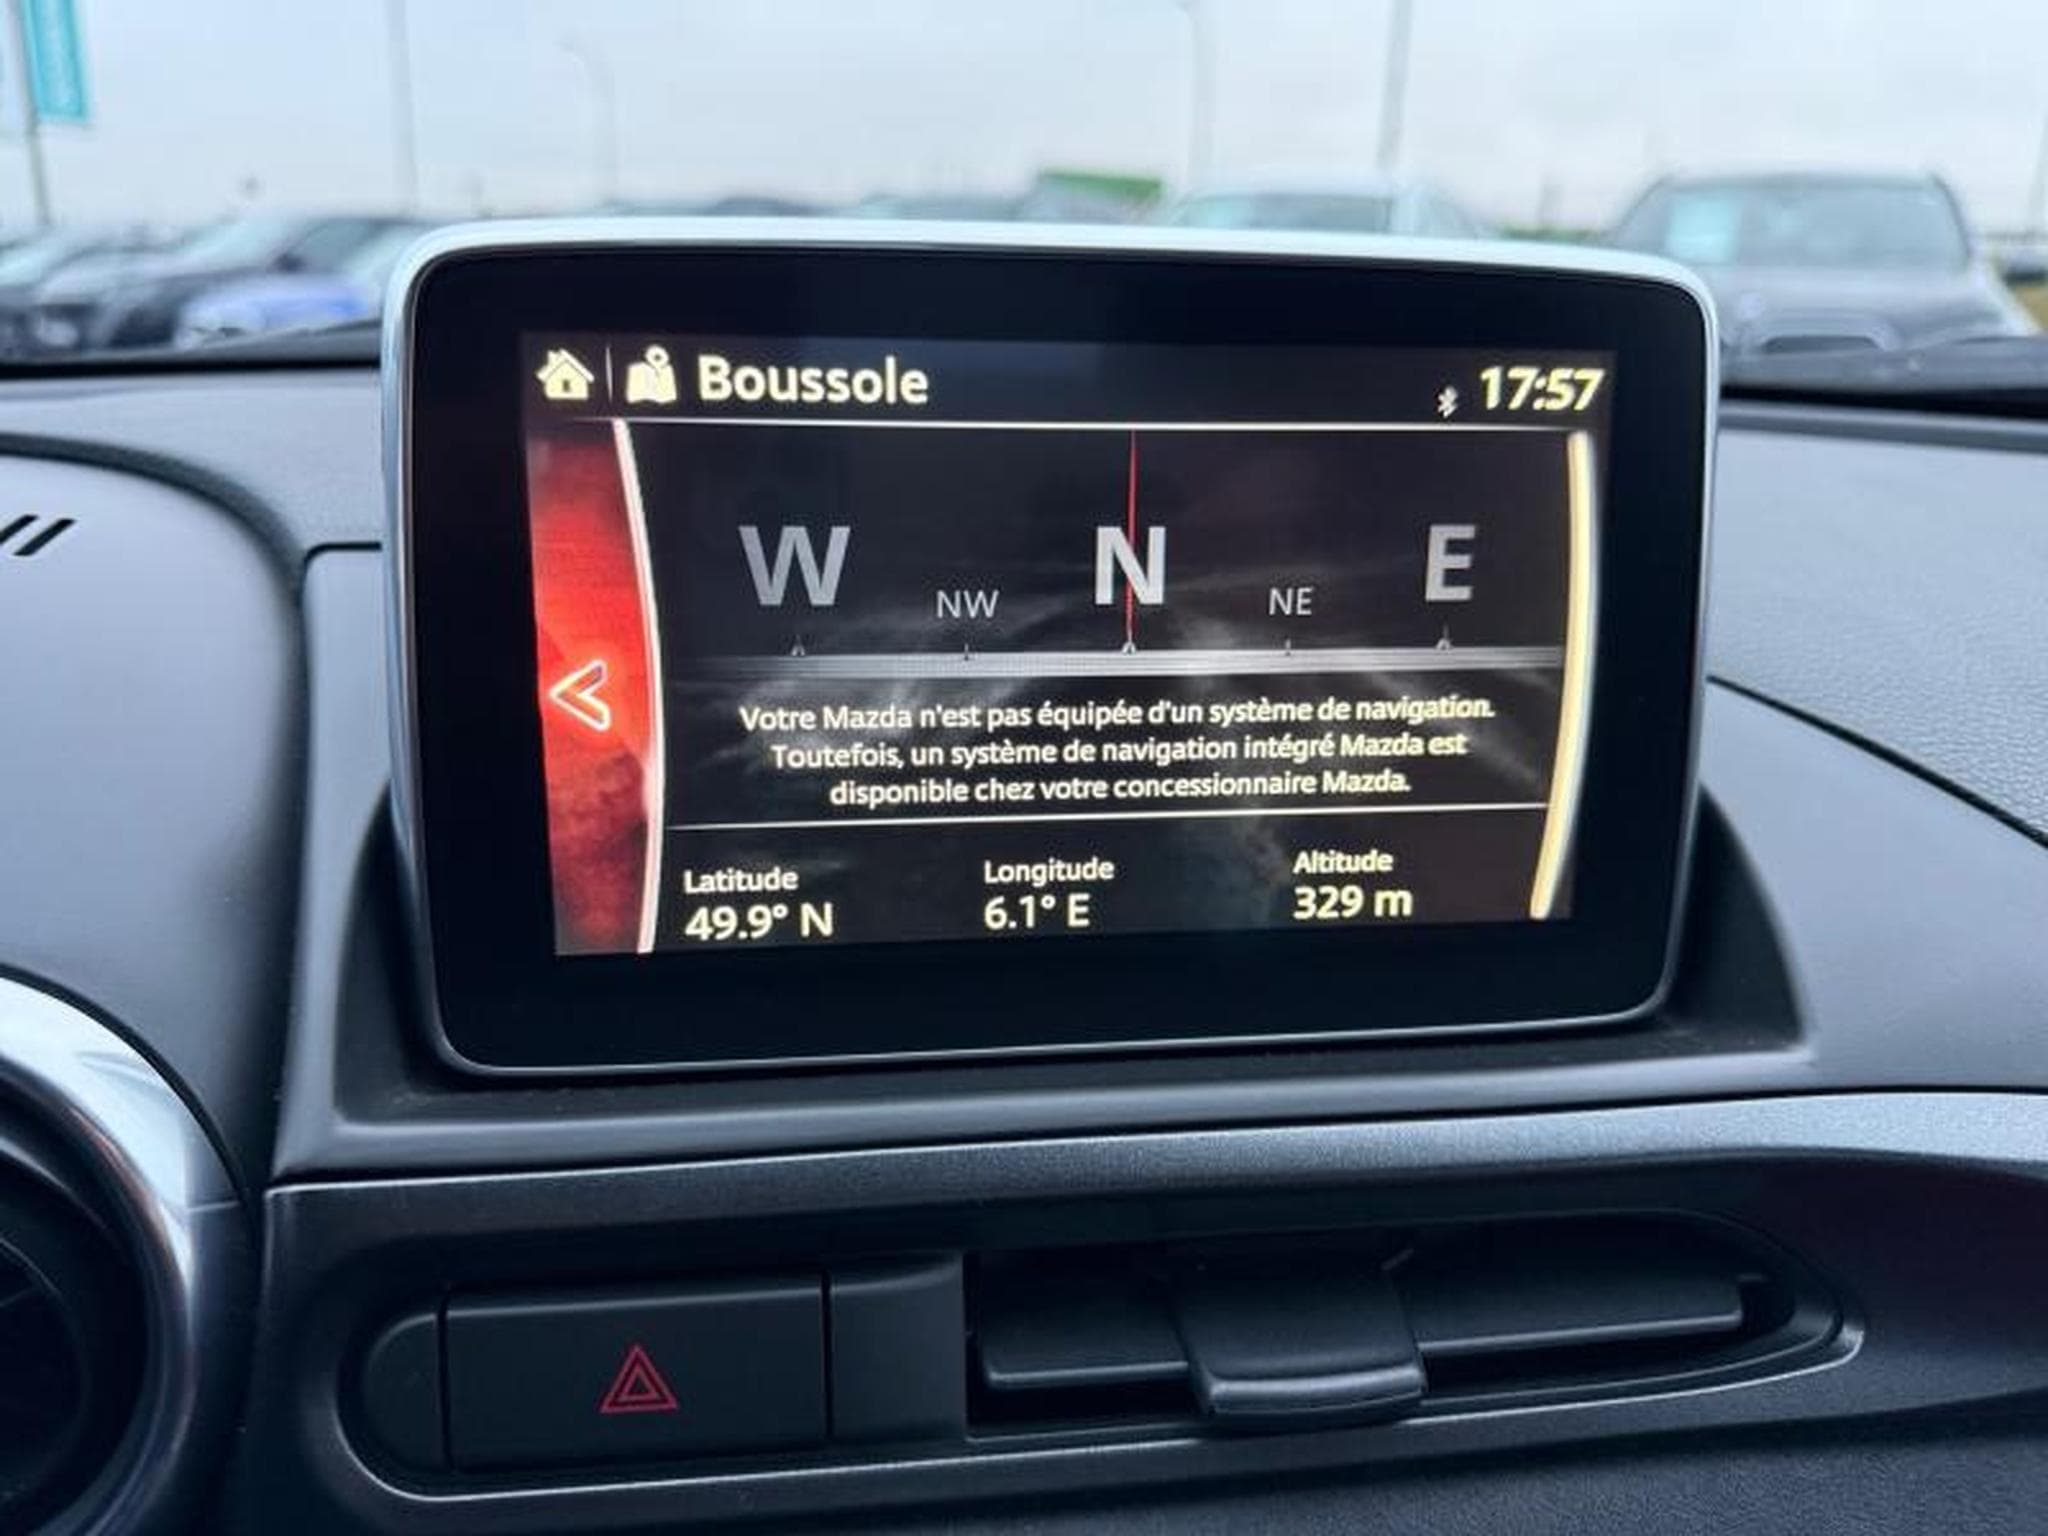 Boussole
17:57
W NW N NE E
Votre Mazda n'est pas équipée d'un système de navigation.
Toutefois, un système de navigation intégré Mazda est
disponible chez votre concessionnaire Mazda.
Latitude Longitude Altitude
49.9° N 6.1° E 329 m